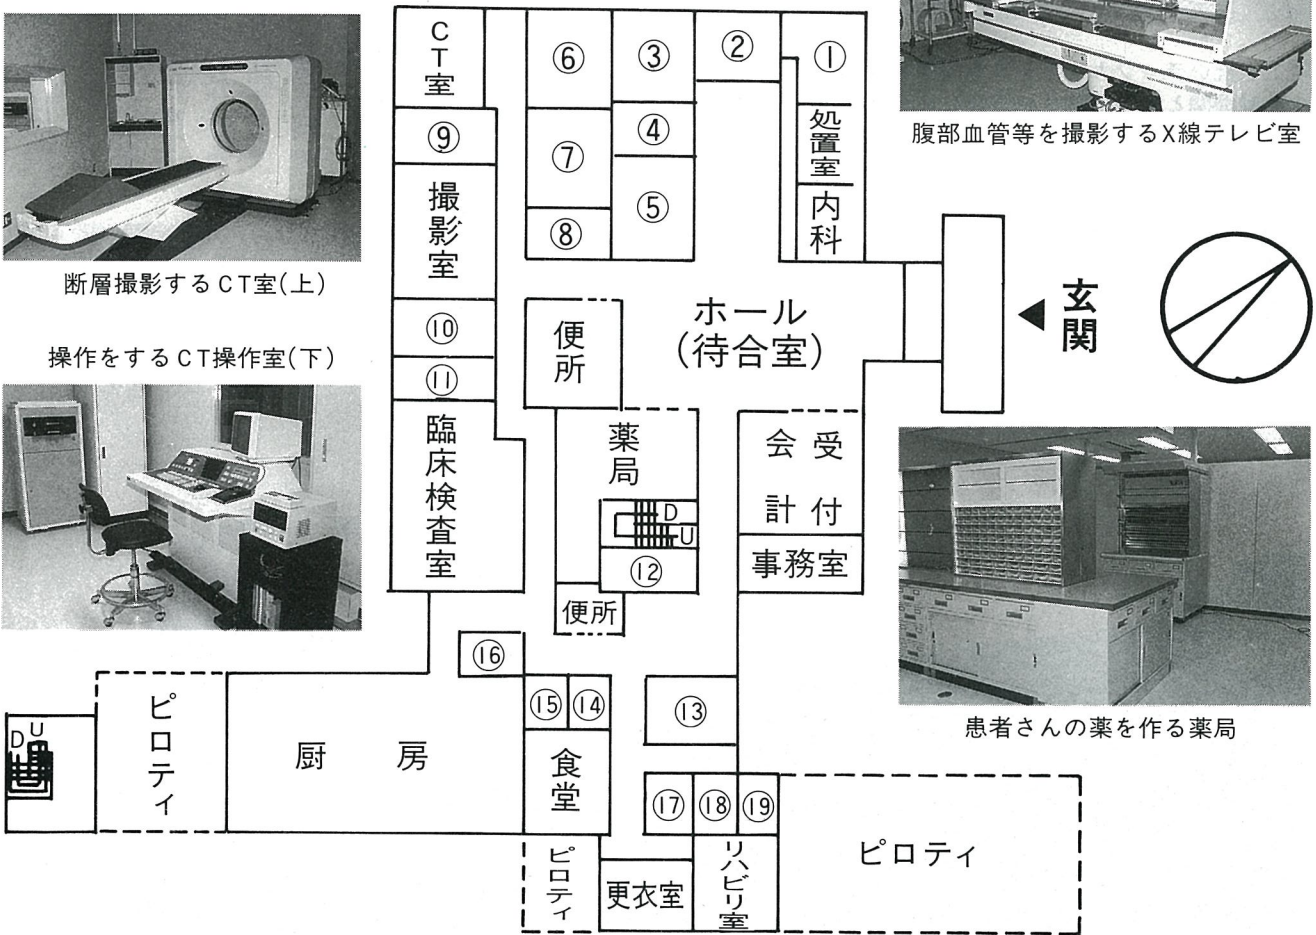 断層撮影するCT室(上)
操作をするCT操作室(下)
腹部血管等を撮影するX線テレビ室
患者さんの薬を作る薬局
CT室
⑥
③
②
①
④
⑨
⑦
処置室
⑤
撮影室
内科
⑧
⑩
便所
ホール
(待合室)
玄関
⑪
臨床検査室
薬局
会計
受付
D
U
⑫
事務室
便所
⑯
⑮
⑭
⑬
D
U
ピロティ
厨房
食堂
⑰
⑱
⑲
ピロティ
更衣室
リハビリ室
ピロティ